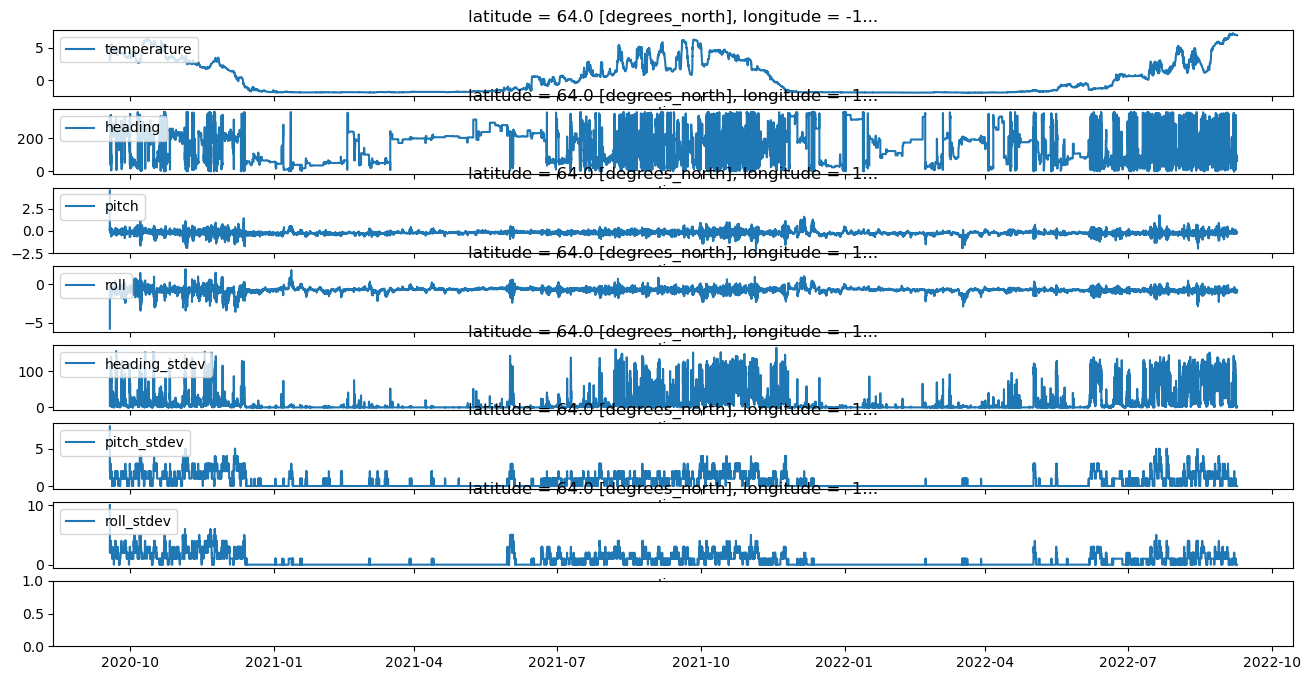 latitude = 64.0 [degrees_north], longitude = -1...
temperature
5
0
latitude = 64.0 [degrees_north], longitude = -1...
heading
200
0
latitude = 64.0 [degrees_north], longitude = -1...
pitch
2.5
0.0
−2.5
latitude = 64.0 [degrees_north], longitude = -1...
roll
0
−5
latitude = 64.0 [degrees_north], longitude = -1...
heading_stdev
100
0
latitude = 64.0 [degrees_north], longitude = -1...
pitch_stdev
5
0
latitude = 64.0 [degrees_north], longitude = -1...
roll_stdev
10
0
1.0
0.5
0.0
2020-10 2021-01 2021-04 2021-07 2021-10 2022-01 2022-04 2022-07 2022-10